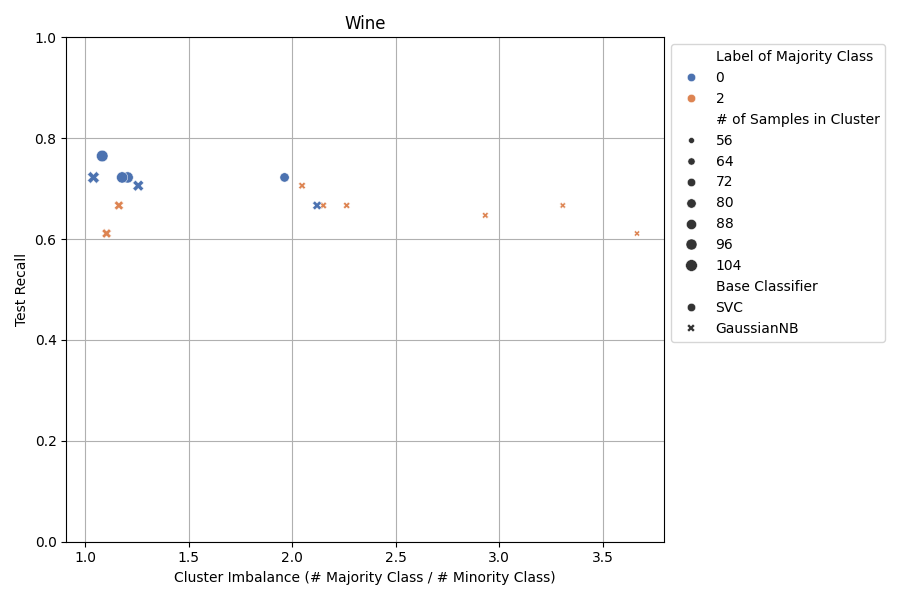 Wine
1.0
0.8
0.6
0.4
0.2
0.0
Test Recall
1.0
1.5
2.0
2.5
3.0
3.5
Cluster Imbalance (# Majority Class / # Minority Class)
Label of Majority Class
0
2
# of Samples in Cluster
56
64
72
80
88
96
104
Base Classifier
SVC
GaussianNB